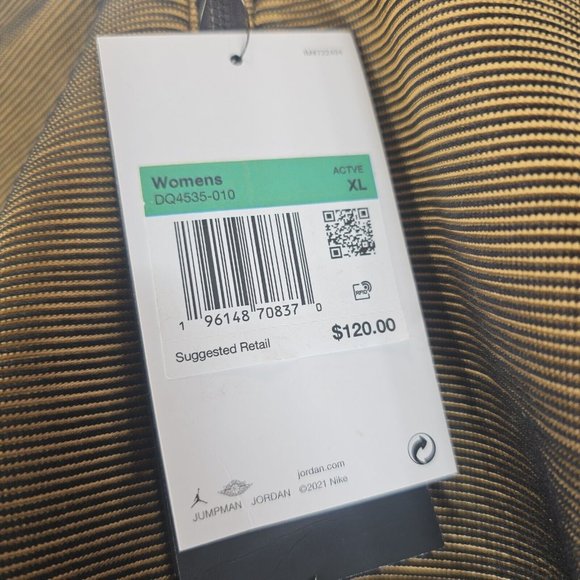 Womens
DQ4535-010
ACTVE
XL
1 96148 70837 0
RFID
Suggested Retail
$120.00
jordan.com
JUMPMAN JORDAN ©2021 Nike